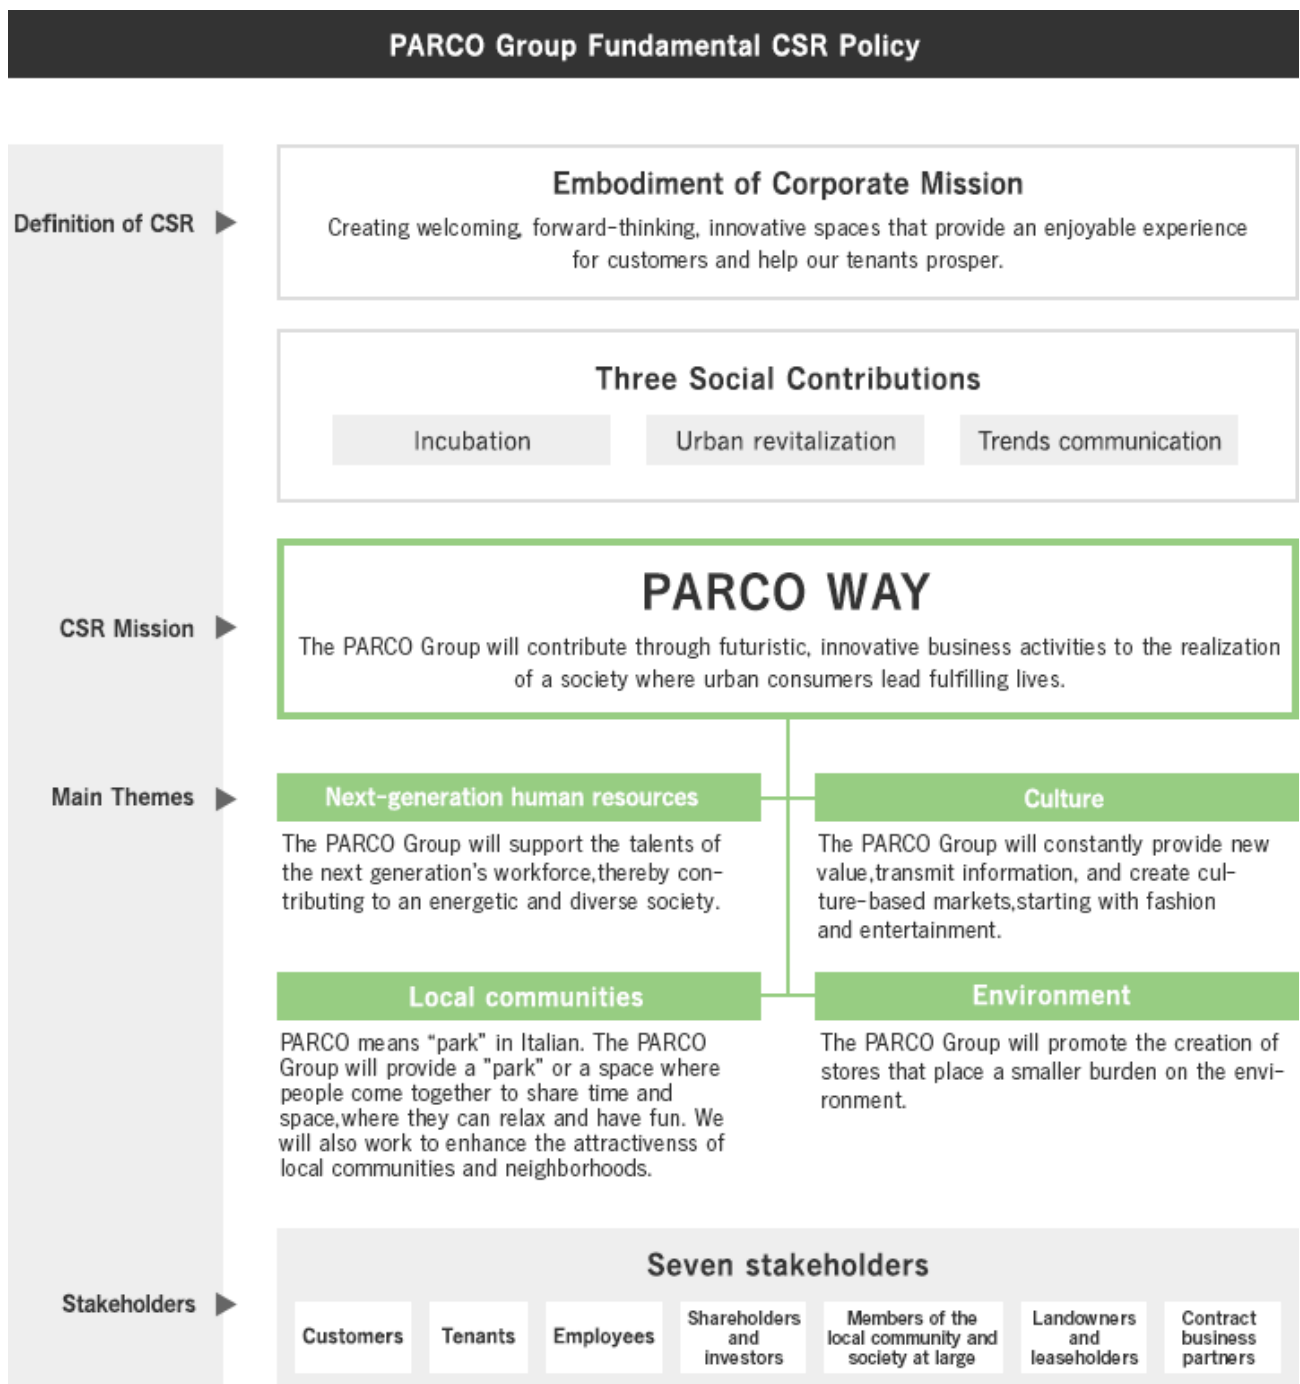 PARCO Group Fundamental CSR Policy
Definition of CSR
Embodiment of Corporate Mission
Creating welcoming, forward-thinking, innovative spaces that provide an enjoyable experience
for customers and help our tenants prosper.
Three Social Contributions
Incubation
Urban revitalization
Trends communication
CSR Mission
PARCO WAY
The PARCO Group will contribute through futuristic, innovative business activities to the realization
of a society where urban consumers lead fulfilling lives.
Main Themes
Next-generation human resources
The PARCO Group will support the talents of
the next generation's workforce,thereby con-
tributing to an energetic and diverse society.
Culture
The PARCO Group will constantly provide new
value,transmit information, and create cul-
ture-based markets,starting with fashion
and entertainment.
Local communities
PARCO means “park” in Italian. The PARCO
Group will provide a "park" or a space where
people come together to share time and
space,where they can relax and have fun. We
will also work to enhance the attractivenss of
local communities and neighborhoods.
Environment
The PARCO Group will promote the creation of
stores that place a smaller burden on the envi-
ronment.
Stakeholders
Seven stakeholders
Customers
Tenants
Employees
Shareholders
and
investors
Members of the
local community and
society at large
Landowners
and
leaseholders
Contract
business
partners